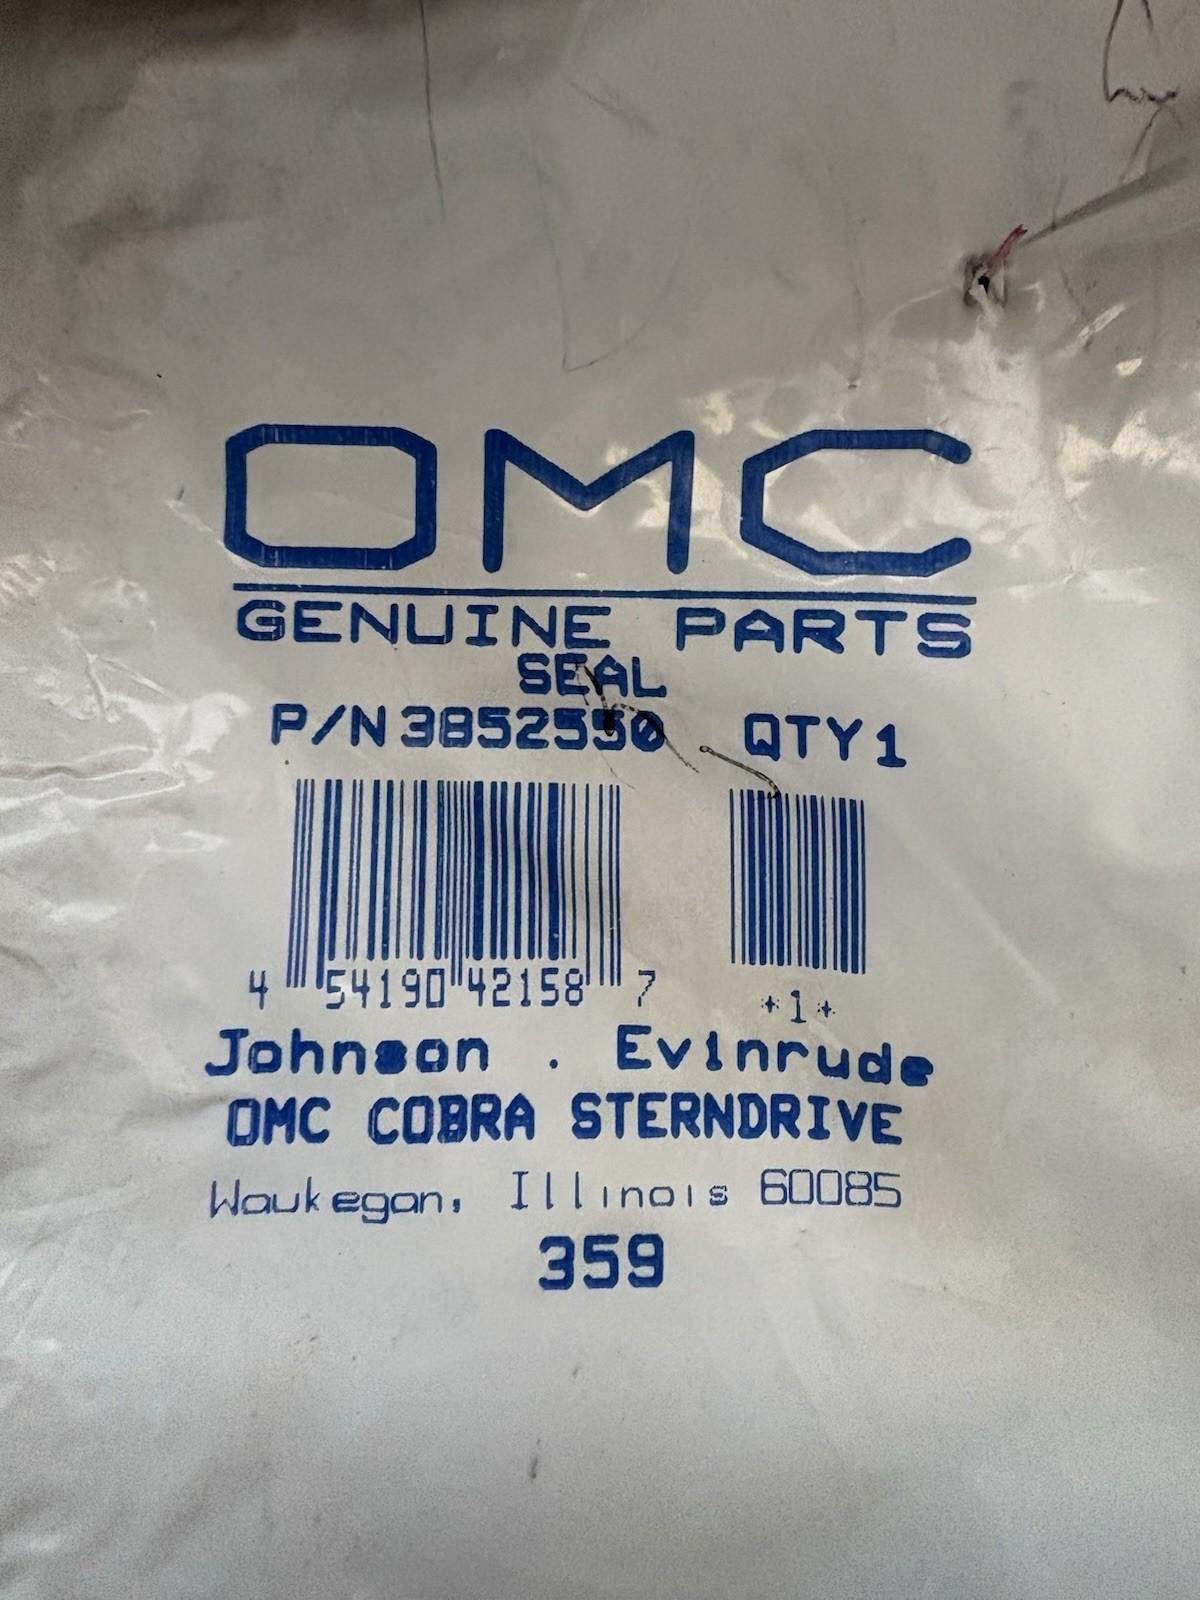 OMC
GENUINE PARTS
SEAL
P/N 3852550 QTY 1
4 54190 42158 7 *1*
Johnson . Evinrude
OMC COBRA STERNDRIVE
Waukegan, Illinois 60085
359